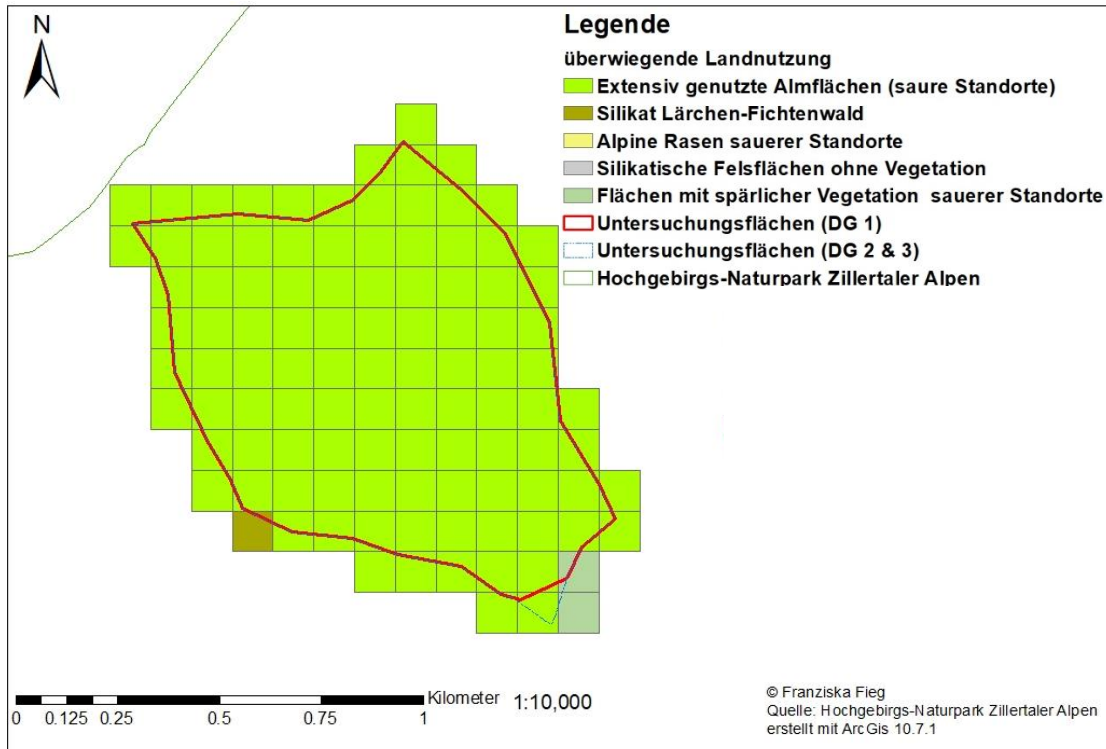 N
Legende
überwiegende Landnutzung
Extensiv genutzte Almflächen (saure Standorte)
Silikat Lärchen-Fichtenwald
Alpine Rasen sauerer Standorte
Silikatische Felsflächen ohne Vegetation
Flächen mit spärlicher Vegetation sauerer Standorte
Untersuchungsflächen (DG 1)
Untersuchungsflächen (DG 2 & 3)
Hochgebirgs-Naturpark Zillertaler Alpen
Kilometer 1:10,000
0 0.125 0.25 0.5 0.75 1
© Franziska Fieg
Quelle: Hochgebirgs-Naturpark Zillertaler Alpen
erstellt mit ArcGis 10.7.1